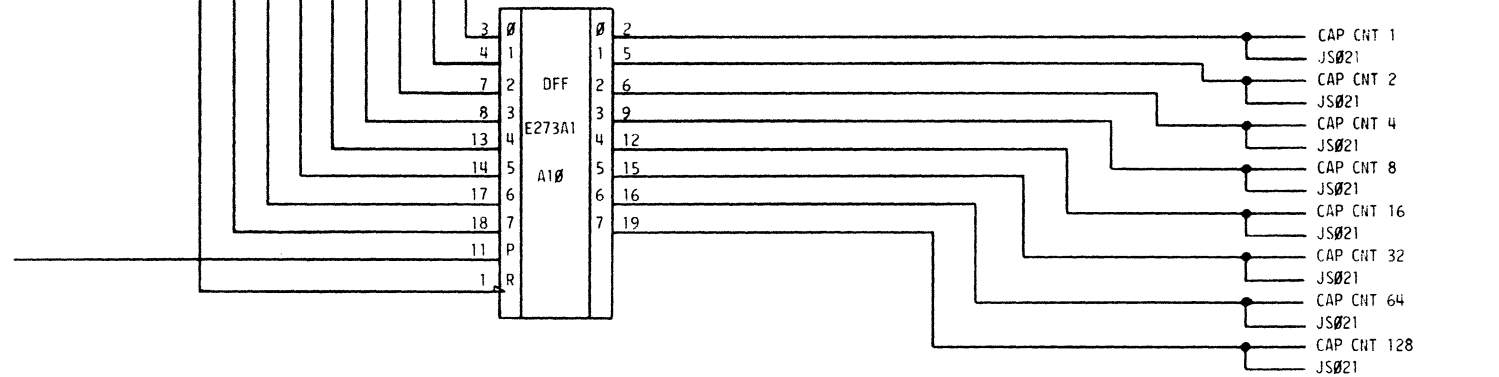 3 Ø Ø 2 CAP CNT 1
JSØ21
4 1 1 5
CAP CNT 2
7 2 DFF 2 6
JSØ21
8 3 3 9
CAP CNT 4
E273A1
13 4 4 12
JSØ21
14 5 A1Ø 5 15
CAP CNT 8
JSØ21
17 6 6 16
CAP CNT 16
18 7 7 19
JSØ21
11 P
CAP CNT 32
1 R
JSØ21
CAP CNT 64
JSØ21
CAP CNT 128
JSØ21